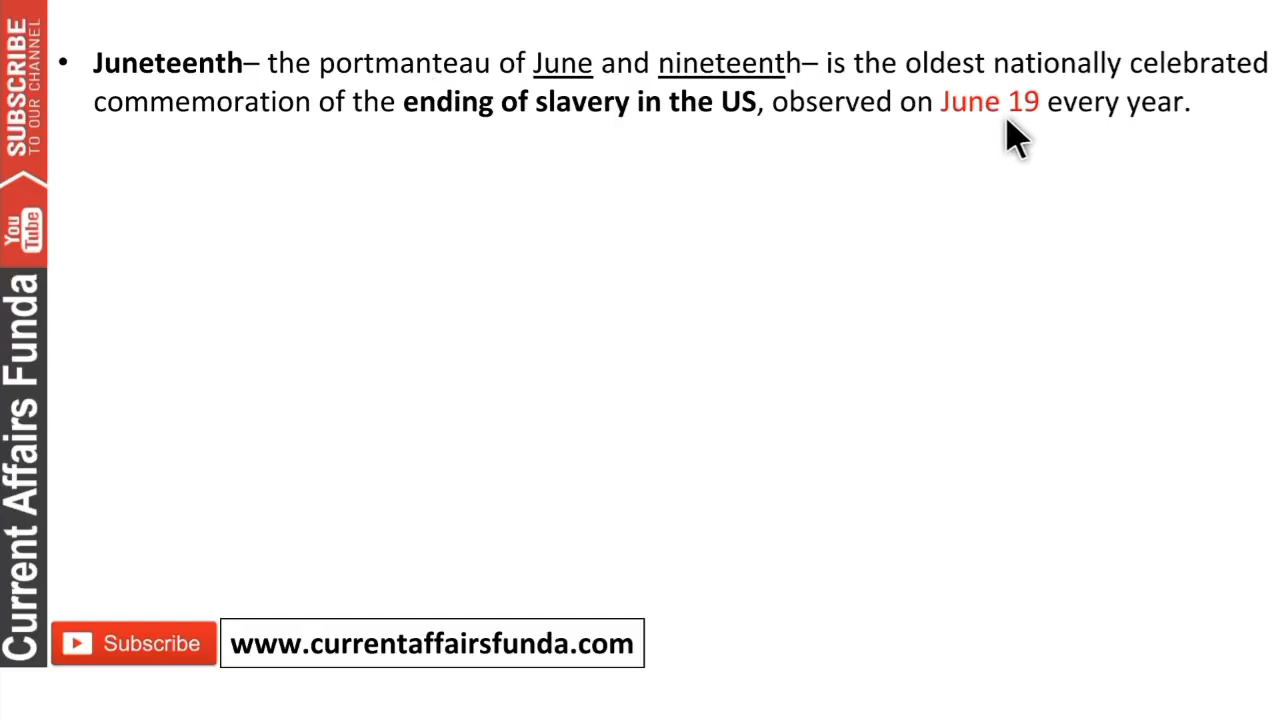 • Juneteenth– the portmanteau of June and nineteenth– is the oldest nationally celebrated
commemoration of the ending of slavery in the US, observed on June 19 every year.
SUBSCRIBE
TO OUR CHANNEL
You
Tube
Current Affairs Funda
Subscribe
www.currentaffairsfunda.com